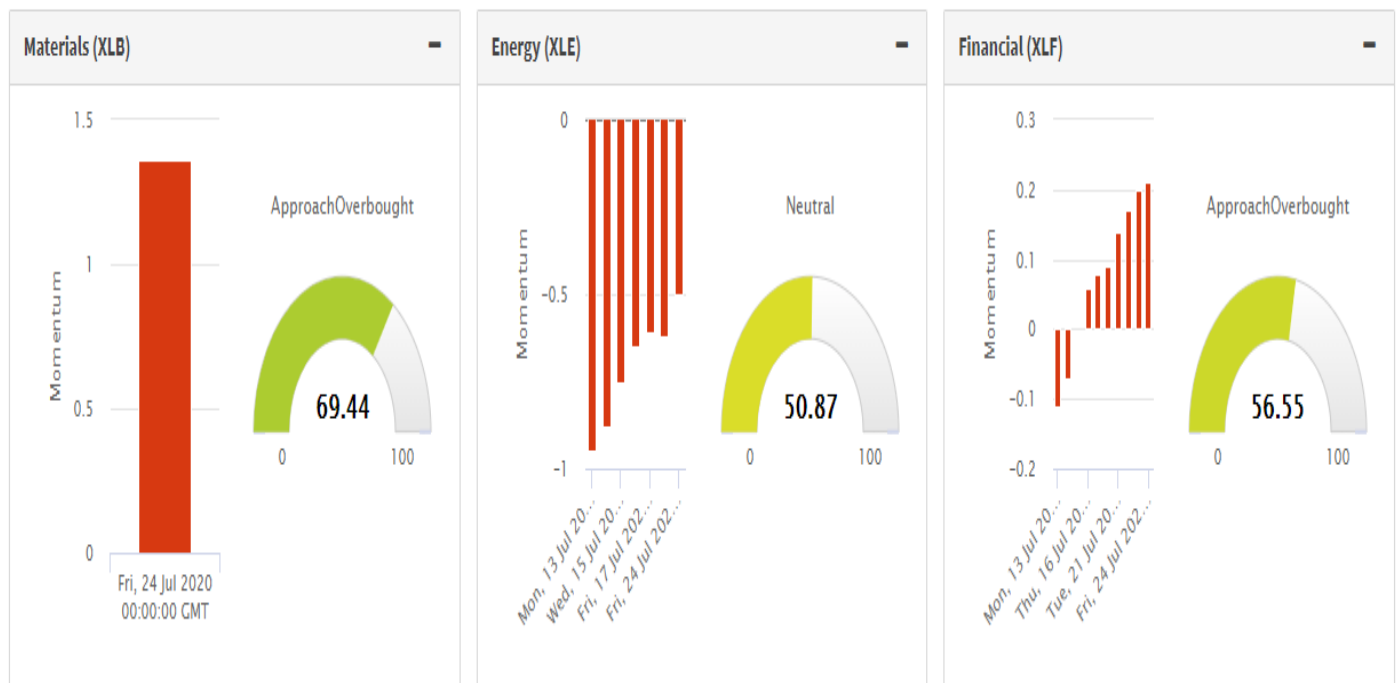 Materials (XLB)
1.5
1
0.5
0
Momentum
Fri, 24 Jul 2020
00:00:00 GMT
ApproachOverbought
69.44
0 100
Energy (XLE)
0
-0.5
-1
Momentum
Mon, 13 Jul 20...
Wed, 15 Jul 20...
Fri, 17 Jul 202...
Fri, 24 Jul 202...
Neutral
50.87
0 100
Financial (XLF)
0.3
0.2
0.1
0
-0.1
-0.2
Momentum
Mon, 13 Jul 20...
Thu, 16 Jul 20...
Tue, 21 Jul 20...
Fri, 24 Jul 202...
ApproachOverbought
56.55
0 100